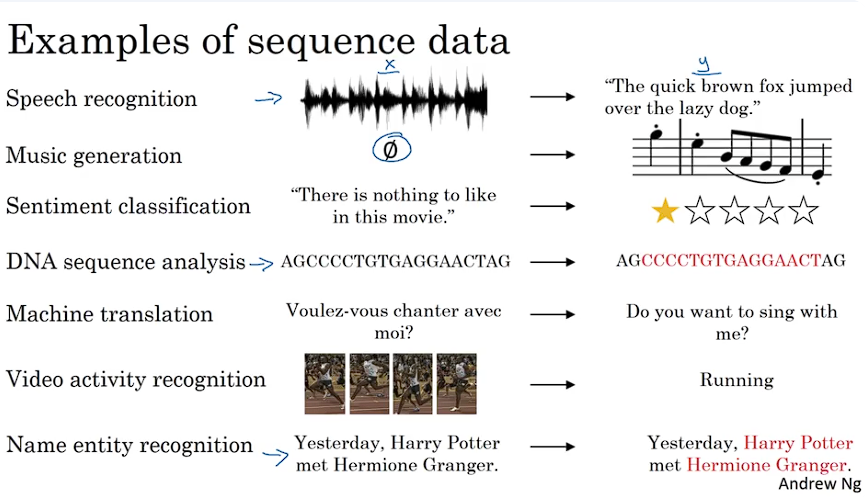 Examples of sequence data
x
y
Speech recognition
“The quick brown fox jumped
over the lazy dog.”
Music generation
∅
Sentiment classification
“There is nothing to like
in this movie.”
DNA sequence analysis
AGCCCCTGTGAGGAACTAG
AGCCCCTGTGAGGAACTAG
Machine translation
Voulez-vous chanter avec
moi?
Do you want to sing with
me?
Video activity recognition
Running
Name entity recognition
Yesterday, Harry Potter
met Hermione Granger.
Yesterday, Harry Potter
met Hermione Granger.
Andrew Ng